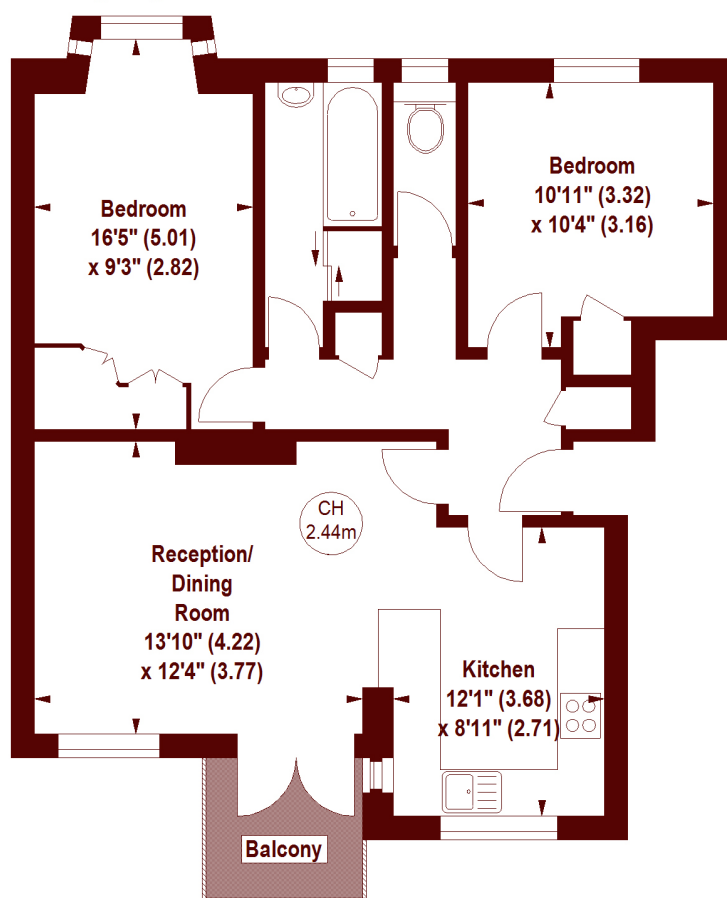 Bedroom
16'5" (5.01)
x 9'3" (2.82)
Bedroom
10'11" (3.32)
x 10'4" (3.16)
CH
2.44m
Reception/
Dining
Room
13'10" (4.22)
x 12'4" (3.77)
Kitchen
12'1" (3.68)
x 8'11" (2.71)
Balcony